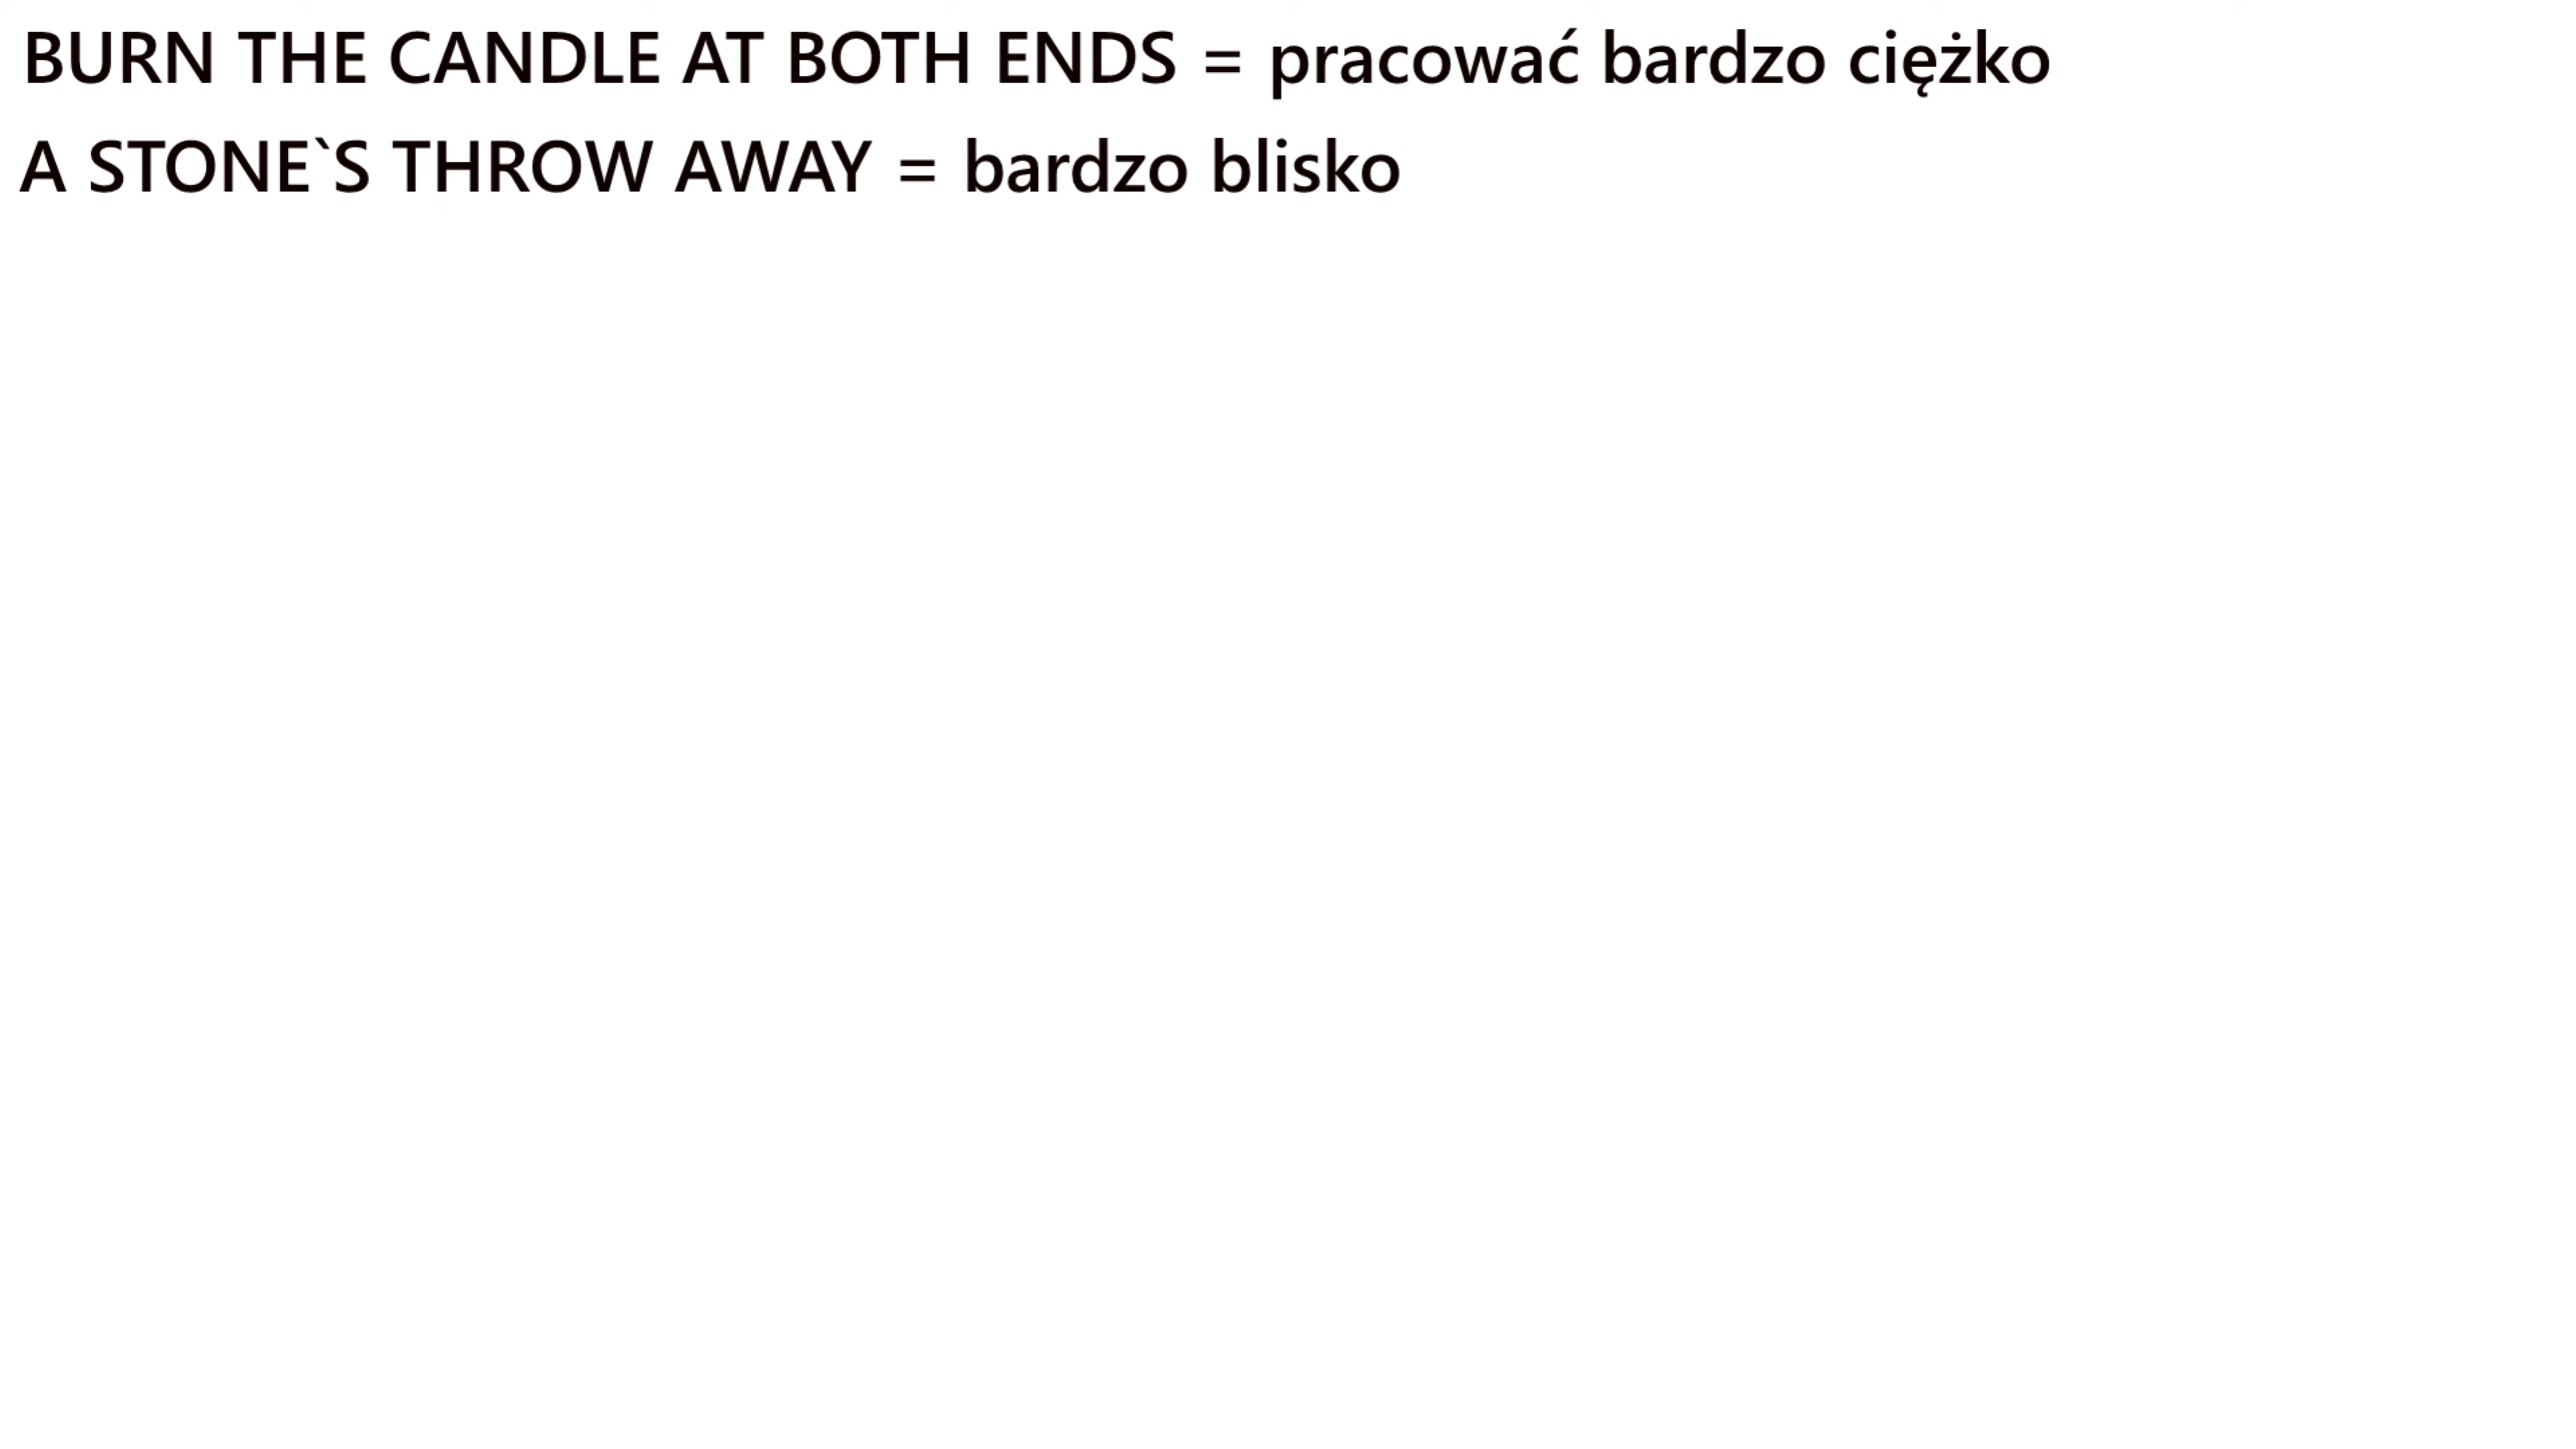 BURN THE CANDLE AT BOTH ENDS = pracować bardzo ciężko
A STONE`S THROW AWAY = bardzo blisko